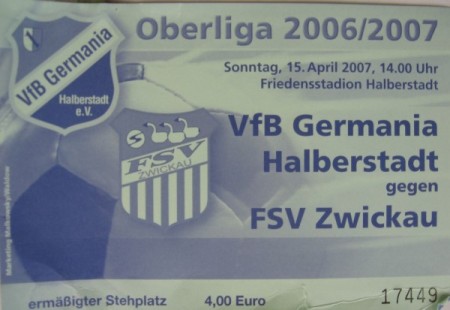 Oberliga 2006/2007
Sonntag, 15. April 2007, 14.00 Uhr
Friedensstadion Halberstadt
VfB Germania
Halberstadt
e.V.
VfB Germania
Halberstadt
gegen
FSV Zwickau
FSV
ZWICKAU
ermäßigter Stehplatz 4,00 Euro
17449